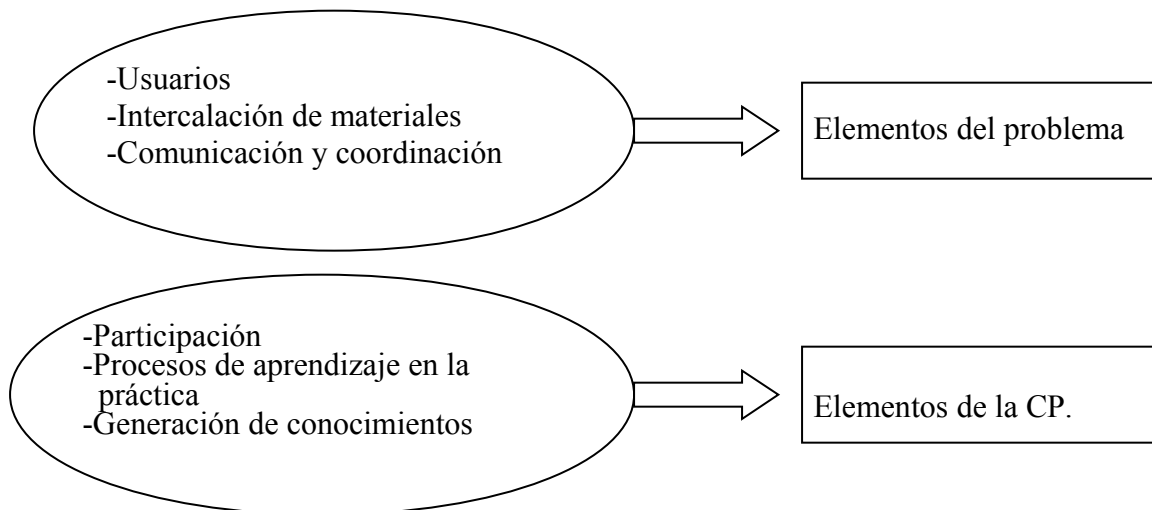 -Usuarios
-Intercalación de materiales
-Comunicación y coordinación
Elementos del problema
-Participación
-Procesos de aprendizaje en la
práctica
-Generación de conocimientos
Elementos de la CP.